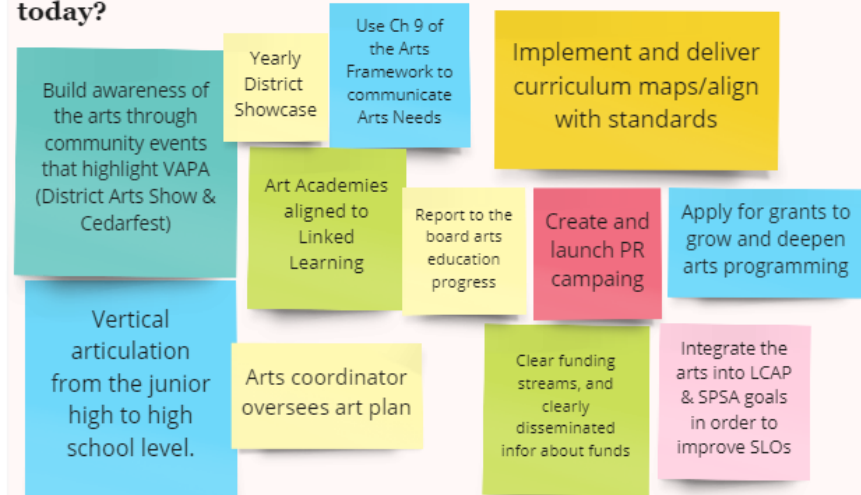 today?
Build awareness of
the arts through
community events
that highlight VAPA
(District Arts Show &
Cedarfest)
Yearly
District
Showcase
Use Ch 9 of
the Arts
Framework to
communicate
Arts Needs
Implement and deliver
curriculum maps/align
with standards
Art Academies
aligned to
Linked
Learning
Report to the
board arts
education
progress
Create and
launch PR
campaing
Apply for grants to
grow and deepen
arts programming
Vertical
articulation
from the junior
high to high
school level.
Arts coordinator
oversees art plan
Clear funding
streams, and
clearly
disseminated
infor about funds
Integrate the
arts into LCAP
& SPSA goals
in order to
improve SLOs